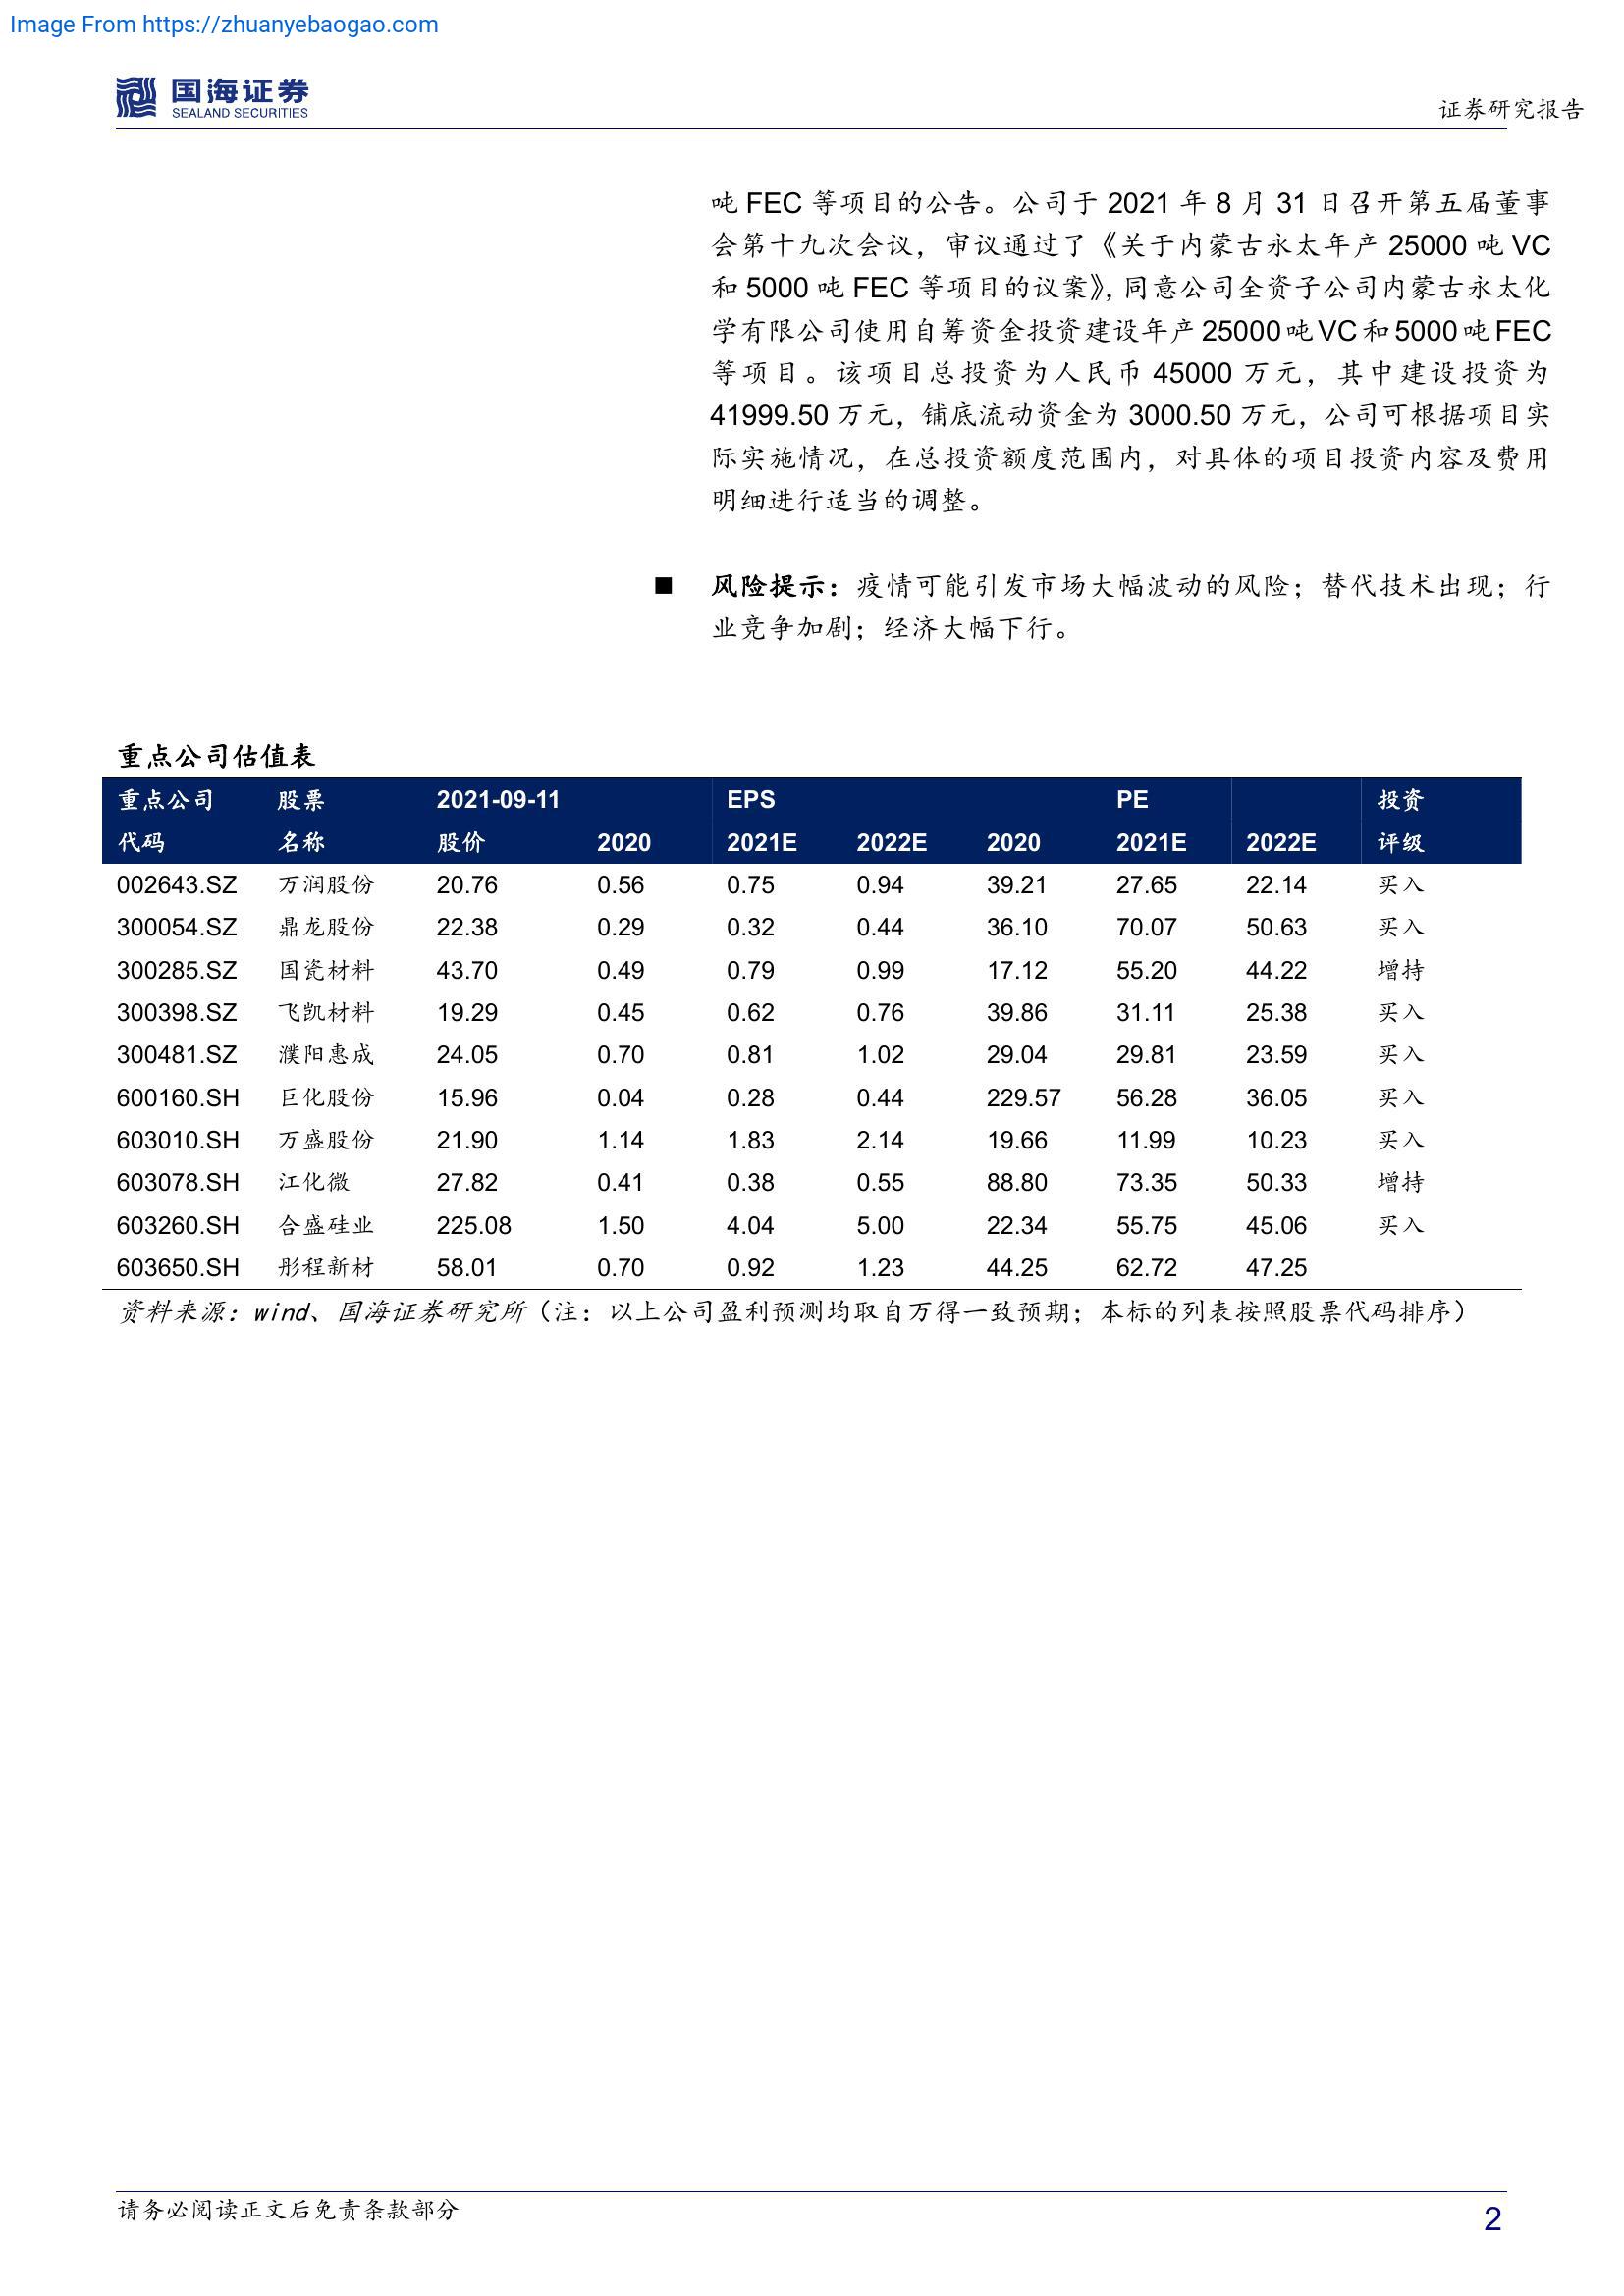 Image From https://zhuanyebaogao.com
国海证券
SEALAND SECURITIES
证券研究报告
吨 FEC 等项目的公告。公司于 2021 年 8 月 31 日召开第五届董事
会第十九次会议，审议通过了《关于内蒙古永太年产 25000 吨 VC
和 5000 吨 FEC 等项目的议案》，同意公司全资子公司内蒙古永太化
学有限公司使用自筹资金投资建设年产 25000 吨 VC 和 5000 吨 FEC
等项目。该项目总投资为人民币 45000 万元，其中建设投资为
41999.50 万元，铺底流动资金为 3000.50 万元，公司可根据项目实
际实施情况，在总投资额度范围内，对具体的项目投资内容及费用
明细进行适当的调整。
■ 风险提示：疫情可能引发市场大幅波动的风险；替代技术出现；行
业竞争加剧；经济大幅下行。
重点公司估值表
重点公司 股票 2021-09-11 EPS PE 投资
代码 名称 股价 2020 2021E 2022E 2020 2021E 2022E 评级
002643.SZ 万润股份 20.76 0.56 0.75 0.94 39.21 27.65 22.14 买入
300054.SZ 鼎龙股份 22.38 0.29 0.32 0.44 36.10 70.07 50.63 买入
300285.SZ 国瓷材料 43.70 0.49 0.79 0.99 17.12 55.20 44.22 增持
300398.SZ 飞凯材料 19.29 0.45 0.62 0.76 39.86 31.11 25.38 买入
300481.SZ 濮阳惠成 24.05 0.70 0.81 1.02 29.04 29.81 23.59 买入
600160.SH 巨化股份 15.96 0.04 0.28 0.44 229.57 56.28 36.05 买入
603010.SH 万盛股份 21.90 1.14 1.83 2.14 19.66 11.99 10.23 买入
603078.SH 江化微 27.82 0.41 0.38 0.55 88.80 73.35 50.33 增持
603260.SH 合盛硅业 225.08 1.50 4.04 5.00 22.34 55.75 45.06 买入
603650.SH 彤程新材 58.01 0.70 0.92 1.23 44.25 62.72 47.25
资料来源：wind、国海证券研究所（注：以上公司盈利预测均取自万得一致预期；本标的列表按照股票代码排序）
请务必阅读正文后免责条款部分
2